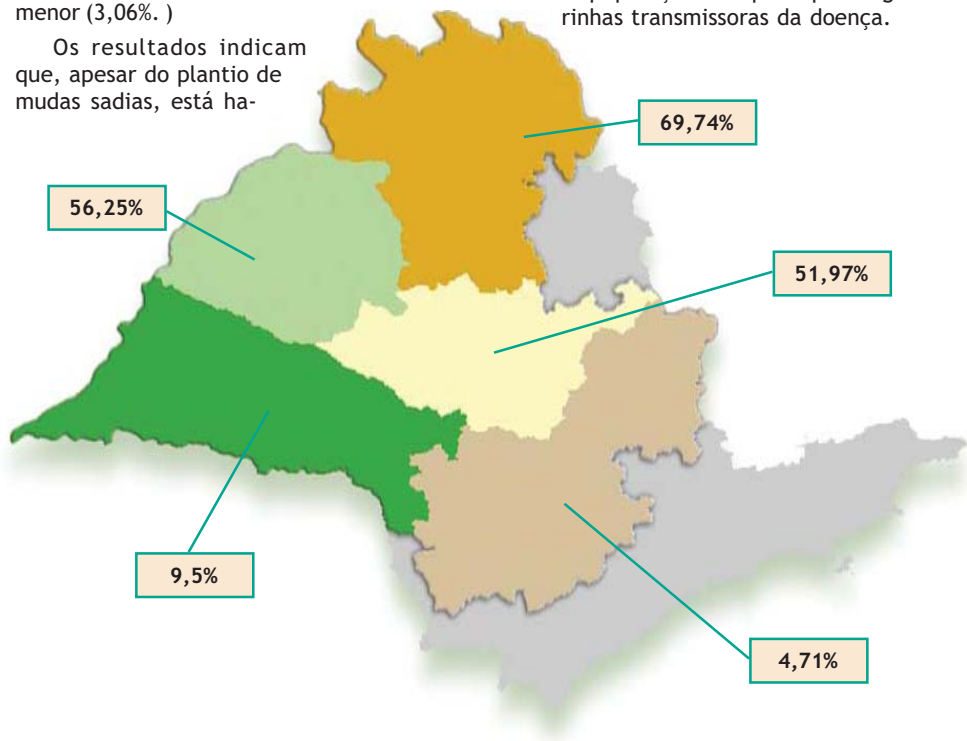 menor (3,06%. )
Os resultados indicam
que, apesar do plantio de
mudas sadias, está ha-
rinhas transmissoras da doença.
69,74%
56,25%
51,97%
9,5%
4,71%